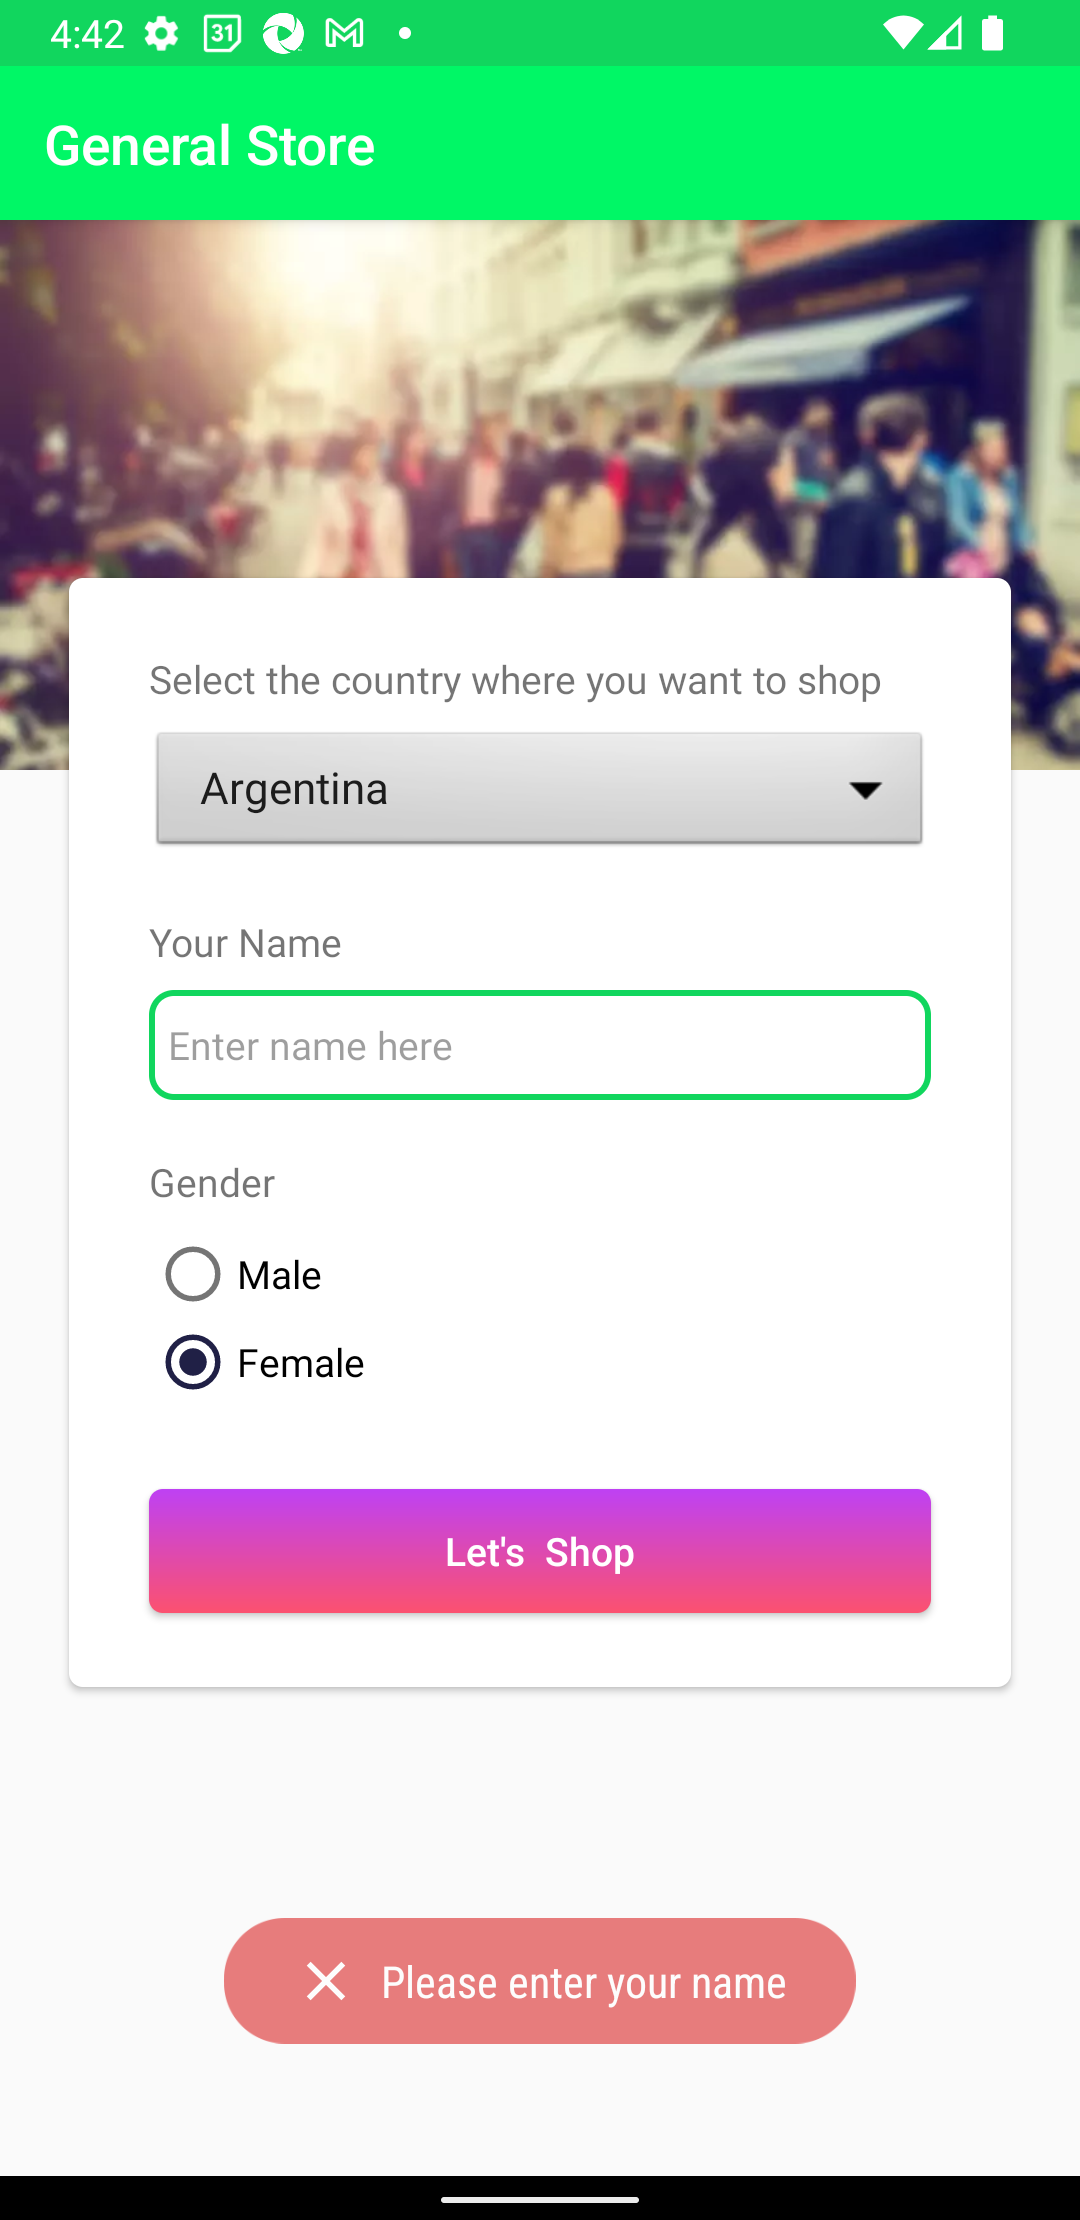 4:42 31
General Store
Select the country where you want to shop
Argentina
Your Name
Enter name here
Gender
Male
Female
Let's Shop
Please enter your name